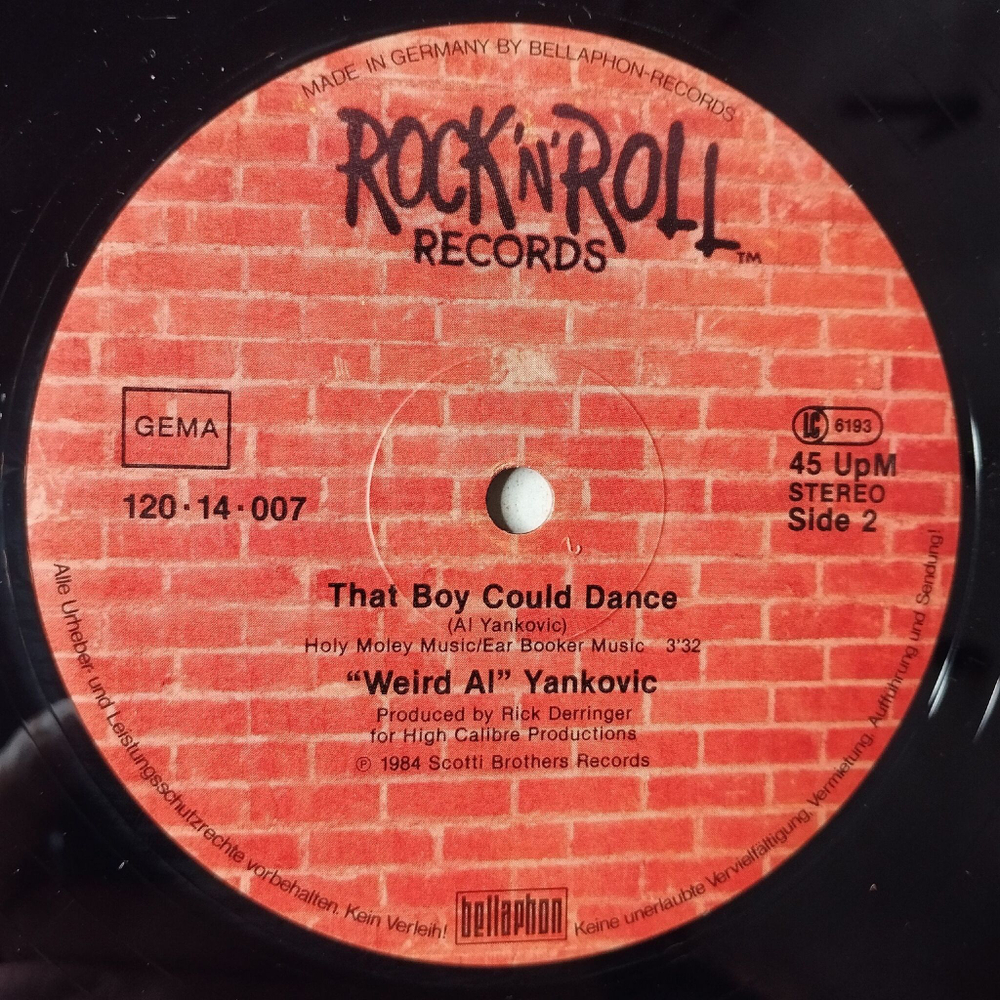 MADE IN GERMANY BY BELLAPHON-RECORDS
ROCK'N'ROLL
RECORDS™
GEMA
120·14·007
LC 6193
45 UpM
STEREO
Side 2
That Boy Could Dance
(Al Yankovic)
Holy Moley Music/Ear Booker Music 3'32
“Weird Al” Yankovic
Produced by Rick Derringer
for High Calibre Productions
℗ 1984 Scotti Brothers Records
Alle Urheber und Leistungsschutzrechte vorbehalten. Kein Verleih!
bellaphon
Keine unerlaubte Vervielfältigung, Vermietung, Aufführung und Sendung!